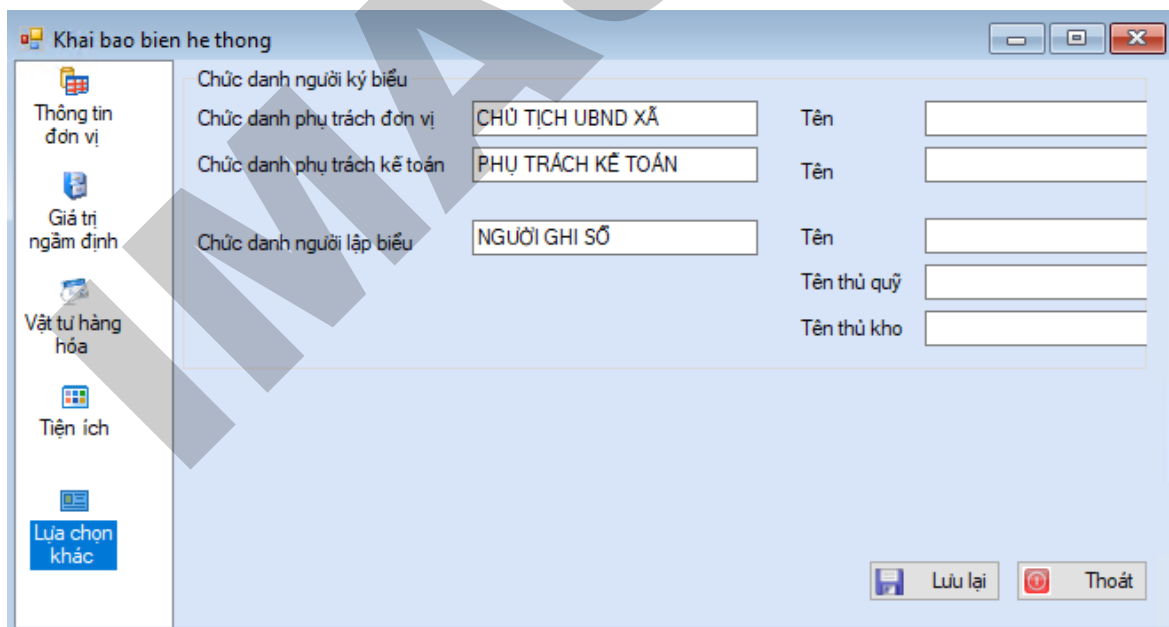 Khai bao bien he thong
Thông tin
đơn vị
Giá trị
ngầm định
Vật tư hàng
hóa
Tiện ích
Lựa chọn
khác
Chức danh người ký biểu
Chức danh phụ trách đơn vị
CHỦ TỊCH UBND XÃ
Tên
Chức danh phụ trách kế toán
PHỤ TRÁCH KẾ TOÁN
Tên
Chức danh người lập biểu
NGƯỜI GHI SỔ
Tên
Tên thủ quỹ
Tên thủ kho
Lưu lại
Thoát